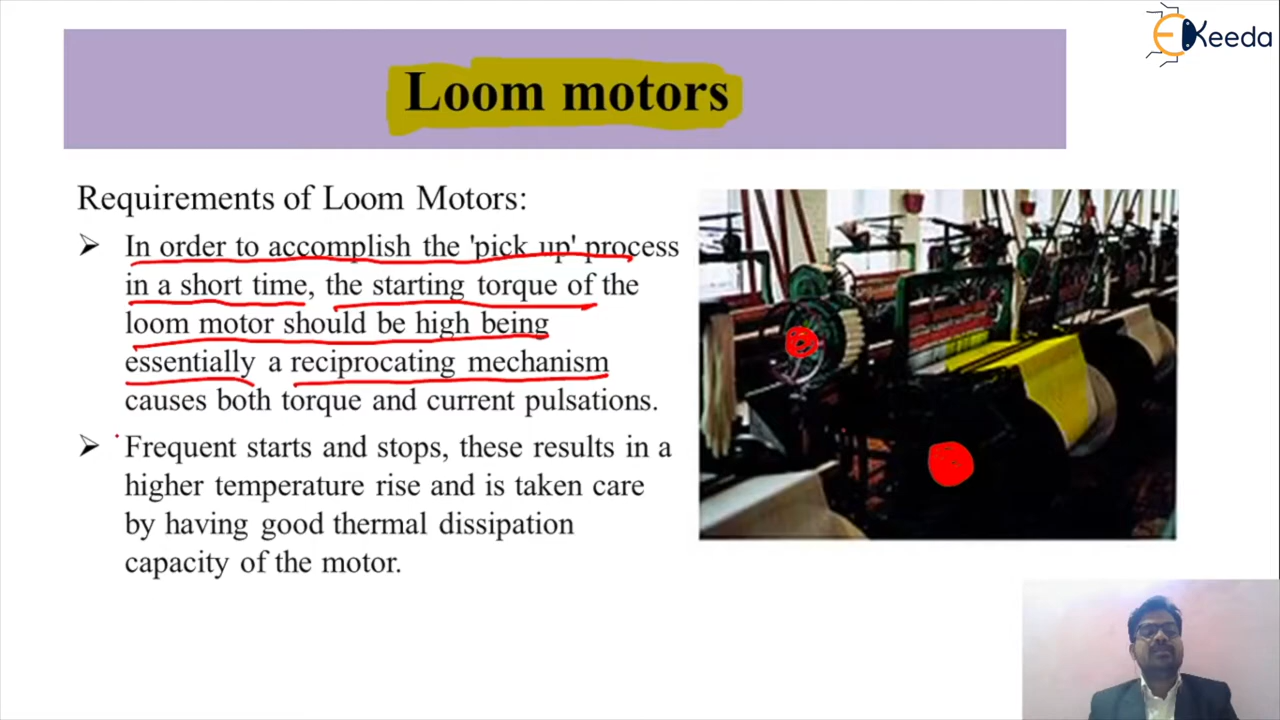 EKeeda
Loom motors
Requirements of Loom Motors:
In order to accomplish the 'pick up' process
in a short time, the starting torque of the
loom motor should be high being
essentially a reciprocating mechanism
causes both torque and current pulsations.
Frequent starts and stops, these results in a
higher temperature rise and is taken care
by having good thermal dissipation
capacity of the motor.